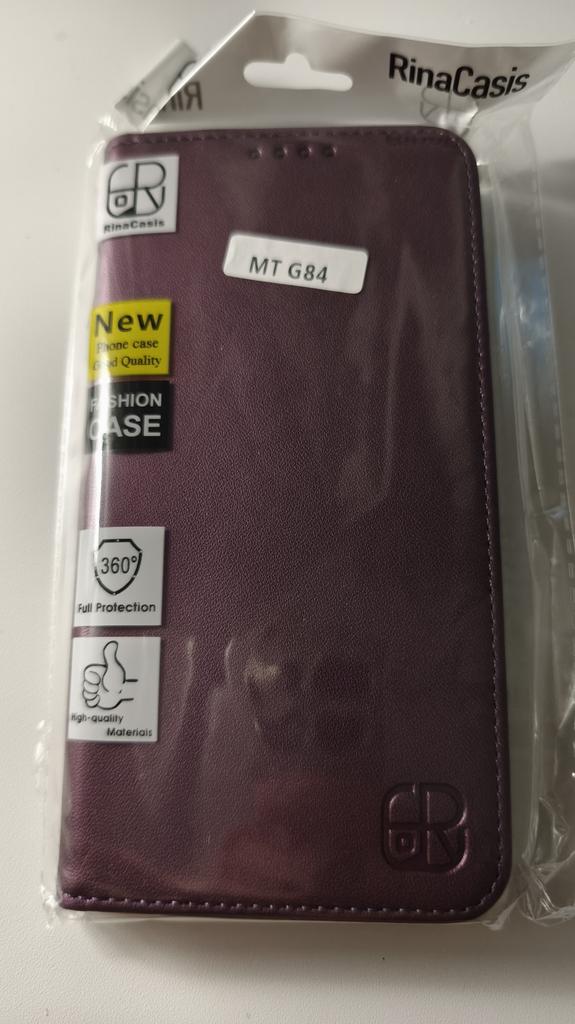 RinaCasis
RinaCasis
MT G84
New
Phone case
Good Quality
FASHION
CASE
360°
Full Protection
High-quality
Materials